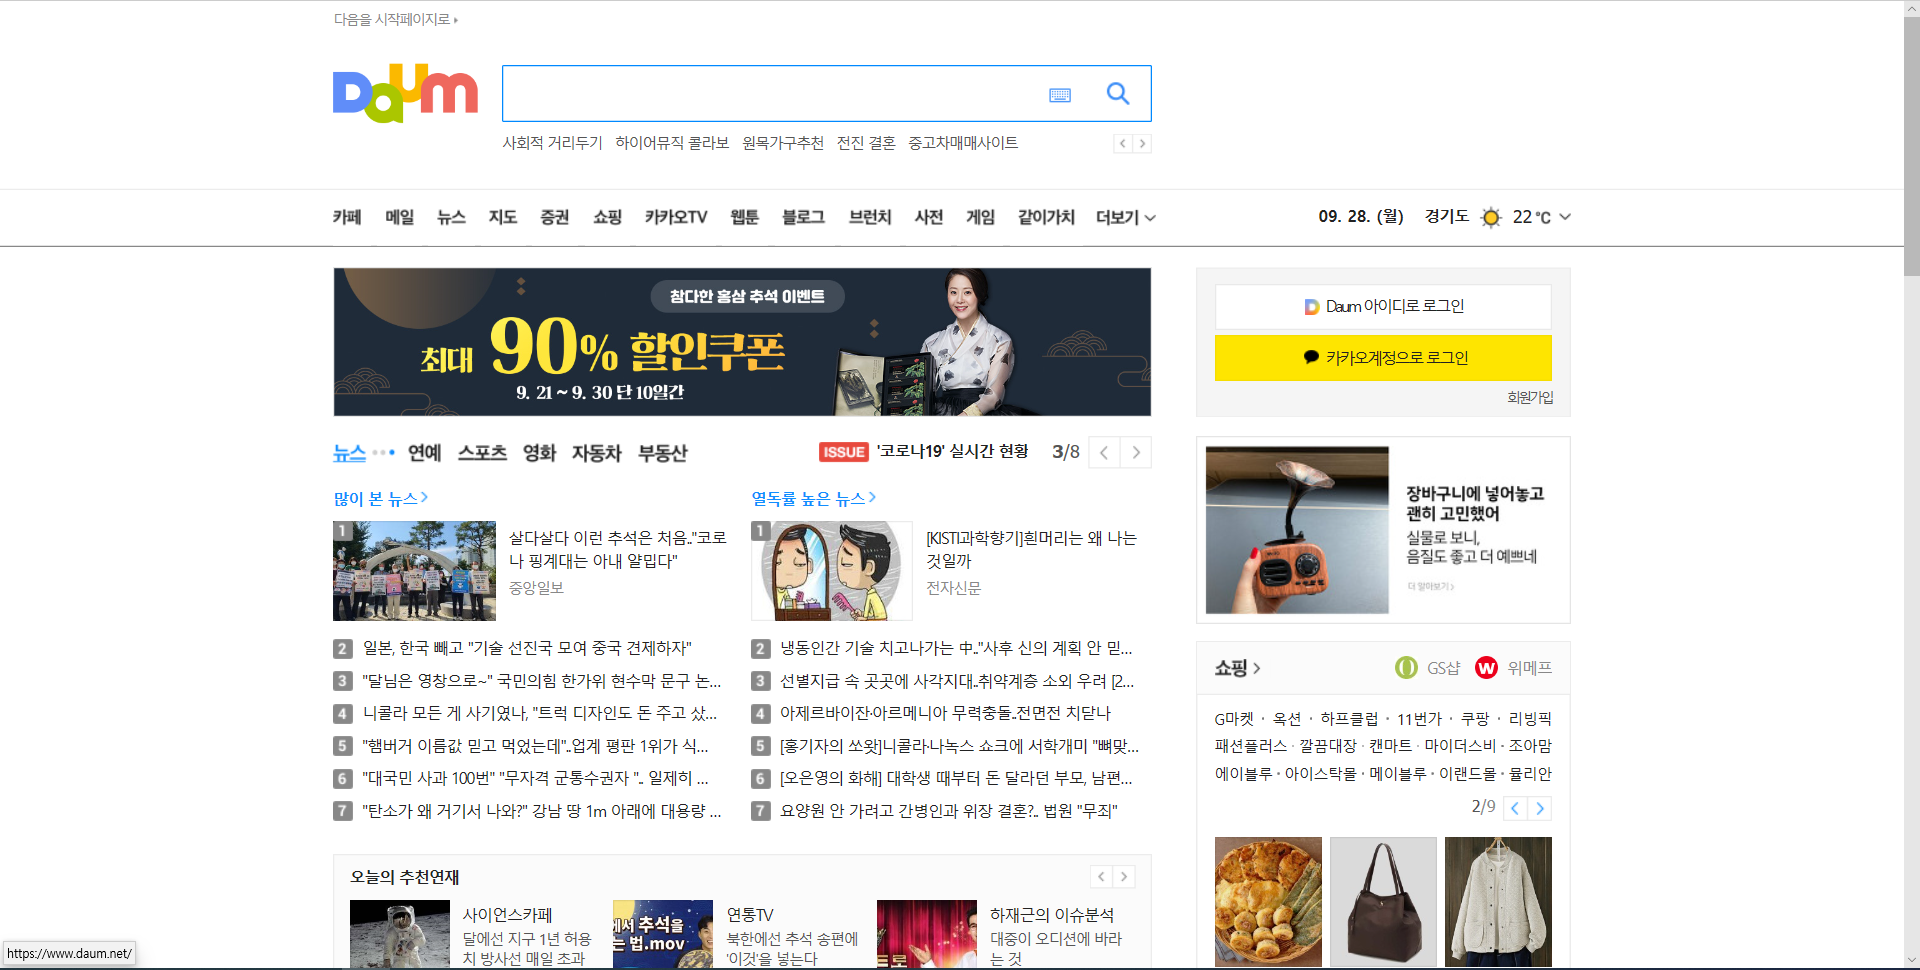 다음을 시작페이지로
Daum
사회적 거리두기 하이어뮤직 콜라보 원목가구추천 전진 결혼 중고차매매사이트
카페 메일 뉴스 지도 증권 쇼핑 카카오TV 웹툰 블로그 브런치 사전 게임 같이가치 더보기
09. 28. (월) 경기도 22℃
참다한 홍삼 추석 이벤트
최대 90% 할인쿠폰
9. 21 ~ 9. 30 단 10일간
Daum 아이디로 로그인
카카오계정으로 로그인
회원가입
뉴스 연예 스포츠 영화 자동차 부동산
ISSUE '코로나19' 실시간 현황 3/8
많이 본 뉴스
1
살다살다 이런 추석은 처음.."코로
나 핑계대는 아내 얄밉다"
중앙일보
2 일본, 한국 빼고 "기술 선진국 모여 중국 견제하자"
3 "달님은 영창으로~" 국민의힘 한가위 현수막 문구 논...
4 니콜라 모든 게 사기였나, "트럭 디자인도 돈 주고 샀...
5 "햄버거 이름값 믿고 먹었는데"..업계 평판 1위가 식...
6 "대국민 사과 100번" "무자격 군통수권자 ".. 일제히 ...
7 "탄소가 왜 거기서 나와?" 강남 땅 1m 아래에 대용량 ...
열독률 높은 뉴스
1
[KISTI과학향기]흰머리는 왜 나는
것일까
전자신문
2 냉동인간 기술 치고나가는 中.."사후 신의 계획 안 믿...
3 선별지급 속 곳곳에 사각지대..취약계층 소외 우려 [2...
4 아제르바이잔·아르메니아 무력충돌..전면전 치닫나
5 [홍기자의 쓰왓]니콜라·나녹스 쇼크에 서학개미 "뼈맞...
6 [오은영의 화해] 대학생 때부터 돈 달라던 부모, 남편...
7 요양원 안 가려고 간병인과 위장 결혼?.. 법원 "무죄"
장바구니에 넣어놓고
괜히 고민했어
실물로 보니,
음질도 좋고 더 예쁘네
더 알아보기
쇼핑 GS샵 위메프
G마켓 · 옥션 · 하프클럽 · 11번가 · 쿠팡 · 리빙픽
패션플러스 · 깔끔대장 · 캔마트 · 마이더스비 · 조아맘
에이블루 · 아이스탁몰 · 메이블루 · 이랜드몰 · 뮬리안
2/9
오늘의 추천연재
사이언스카페
달에선 지구 1년 허용
치 방사선 매일 초과
에서 추석을
는 법.mov
연통TV
북한에선 추석 송편에
'이것'을 넣는다
트로
하재근의 이슈분석
대중이 오디션에 바라
는 것
https://www.daum.net/